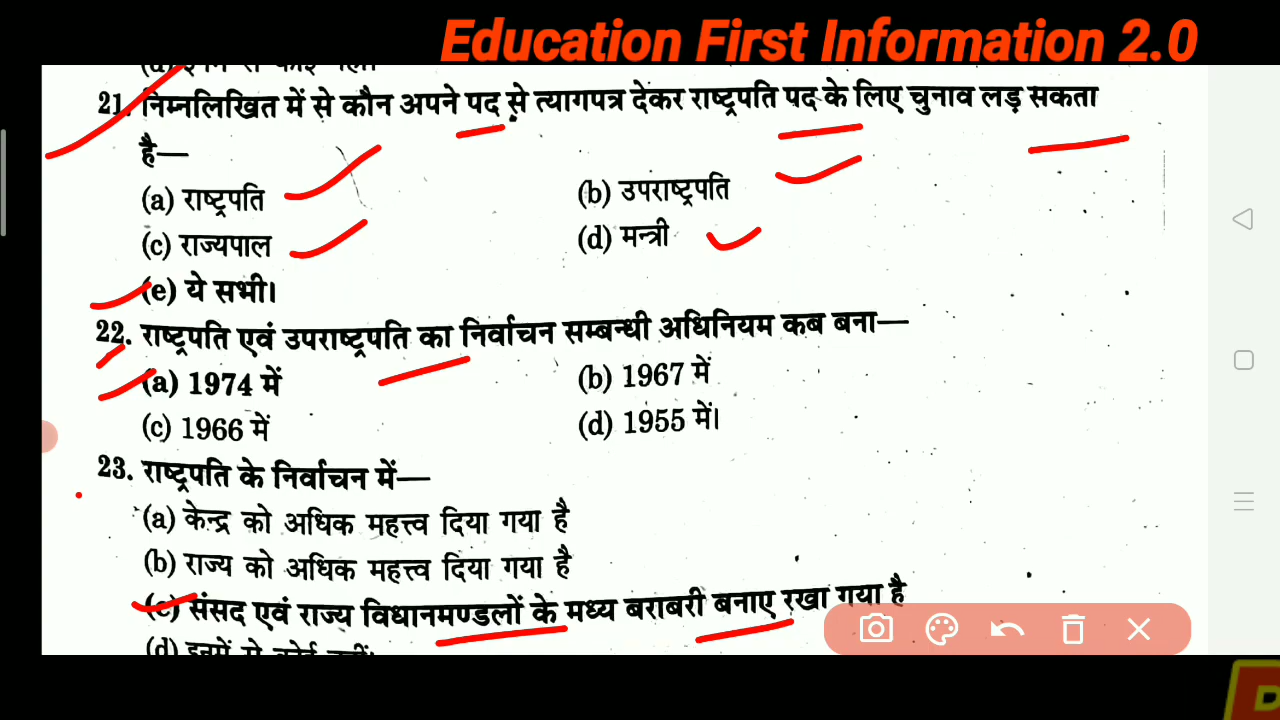 Education First Information 2.0
21. निम्नलिखित में से कौन अपने पद से त्यागपत्र देकर राष्ट्रपति पद के लिए चुनाव लड़ सकता
है—
(a) राष्ट्रपति (b) उपराष्ट्रपति
(c) राज्यपाल (d) मन्त्री
(e) ये सभी।
22. राष्ट्रपति एवं उपराष्ट्रपति का निर्वाचन सम्बन्धी अधिनियम कब बना—
(a) 1974 में (b) 1967 में
(c) 1966 में (d) 1955 में।
23. राष्ट्रपति के निर्वाचन में—
(a) केन्द्र को अधिक महत्त्व दिया गया है
(b) राज्य को अधिक महत्त्व दिया गया है
(c) संसद एवं राज्य विधानमण्डलों के मध्य बराबरी बनाए रखा गया है